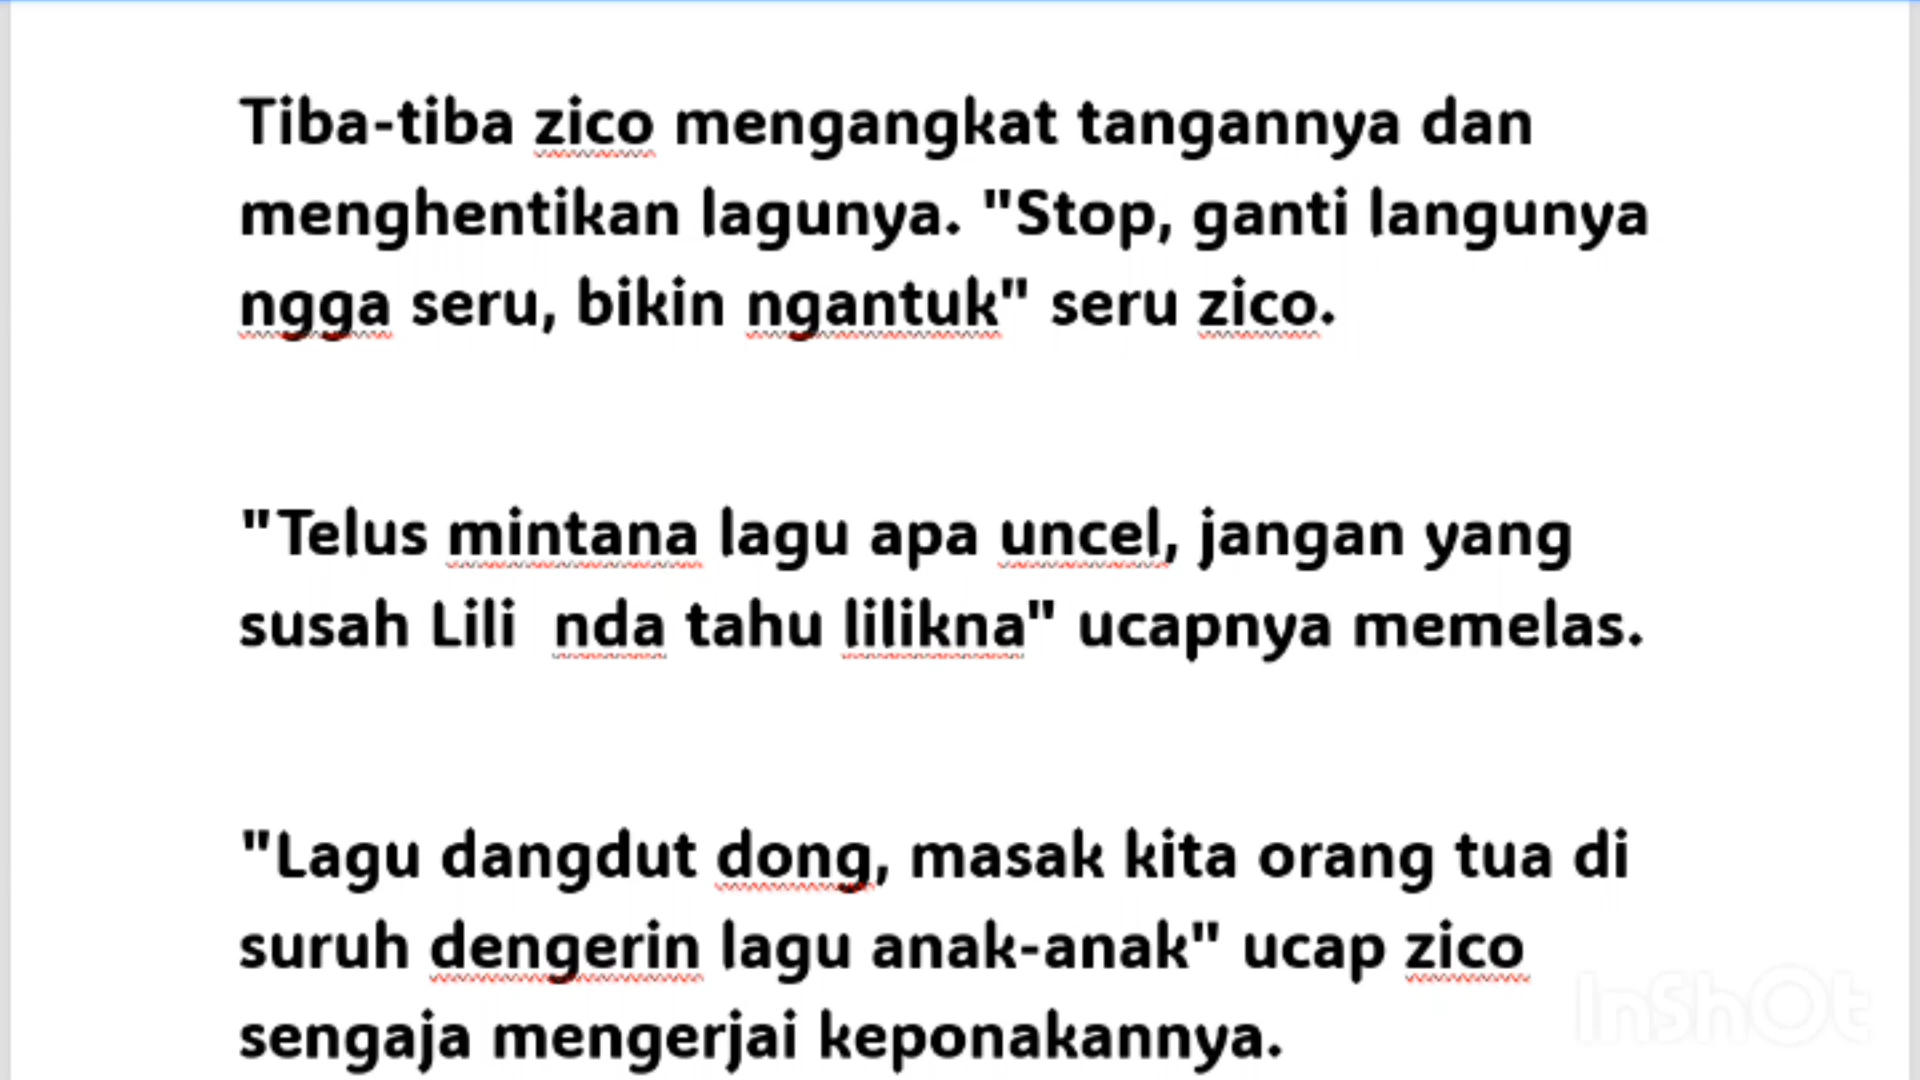 Tiba-tiba zico mengangkat tangannya dan
menghentikan lagunya. "Stop, ganti langunya
ngga seru, bikin ngantuk" seru zico.
"Telus mintana lagu apa uncel, jangan yang
susah Lili  nda tahu lilikna" ucapnya memelas.
"Lagu dangdut dong, masak kita orang tua di
suruh dengerin lagu anak-anak" ucap zico
sengaja mengerjai keponakannya.
InShOt